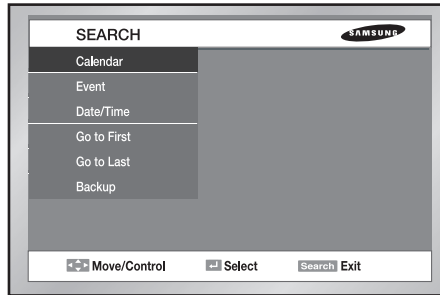 SEARCH
SAMSUNG
Calendar
Event
Date/Time
Go to First
Go to Last
Backup
Move/Control Select Search Exit